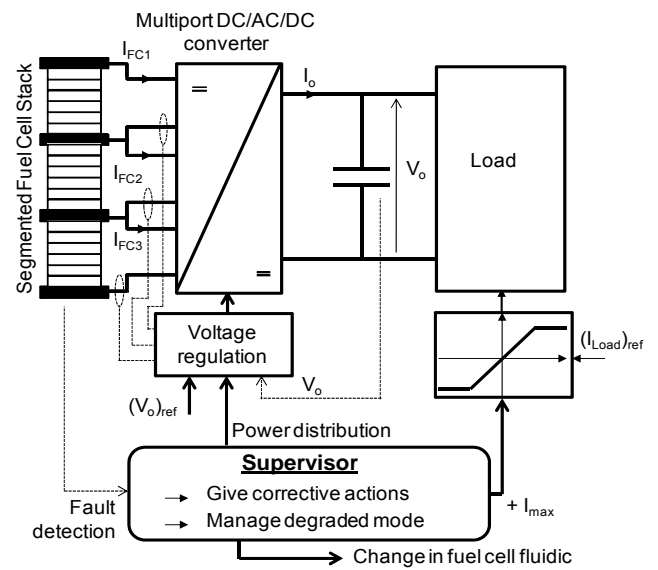 Multiport DC/AC/DC
converter
I_FC1
I_o
Segmented Fuel Cell Stack
V_o
Load
I_FC2
I_FC3
Voltage
regulation
(I_Load)_ref
V_o
(V_o)_ref
Power distribution
Supervisor
Give corrective actions
Manage degraded mode
Fault
detection
+ I_max
Change in fuel cell fluidic